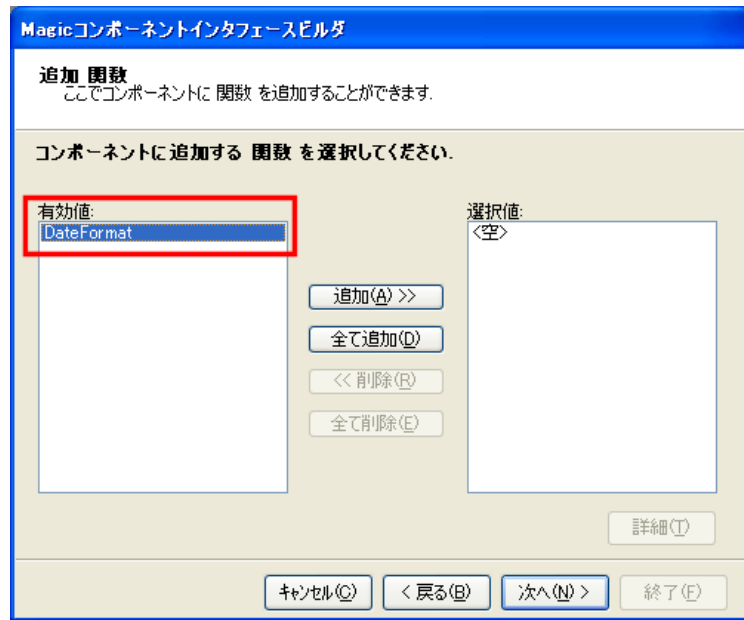 Magicコンポーネントインタフェースビルダ
追加 関数
ここでコンポーネントに 関数 を追加することができます.
コンポーネントに追加する 関数 を選択してください.
有効値:
DateFormat
選択値:
<空>
追加(A) >>
全て追加(D)
<< 削除(R)
全て削除(E)
詳細(T)
キャンセル(C)
< 戻る(B)
次へ(N) >
終了(F)